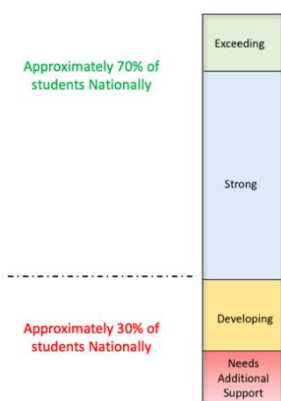 Exceeding
Approximately 70% of
students Nationally
Strong
Developing
Approximately 30% of
students Nationally
Needs
Additional
Support